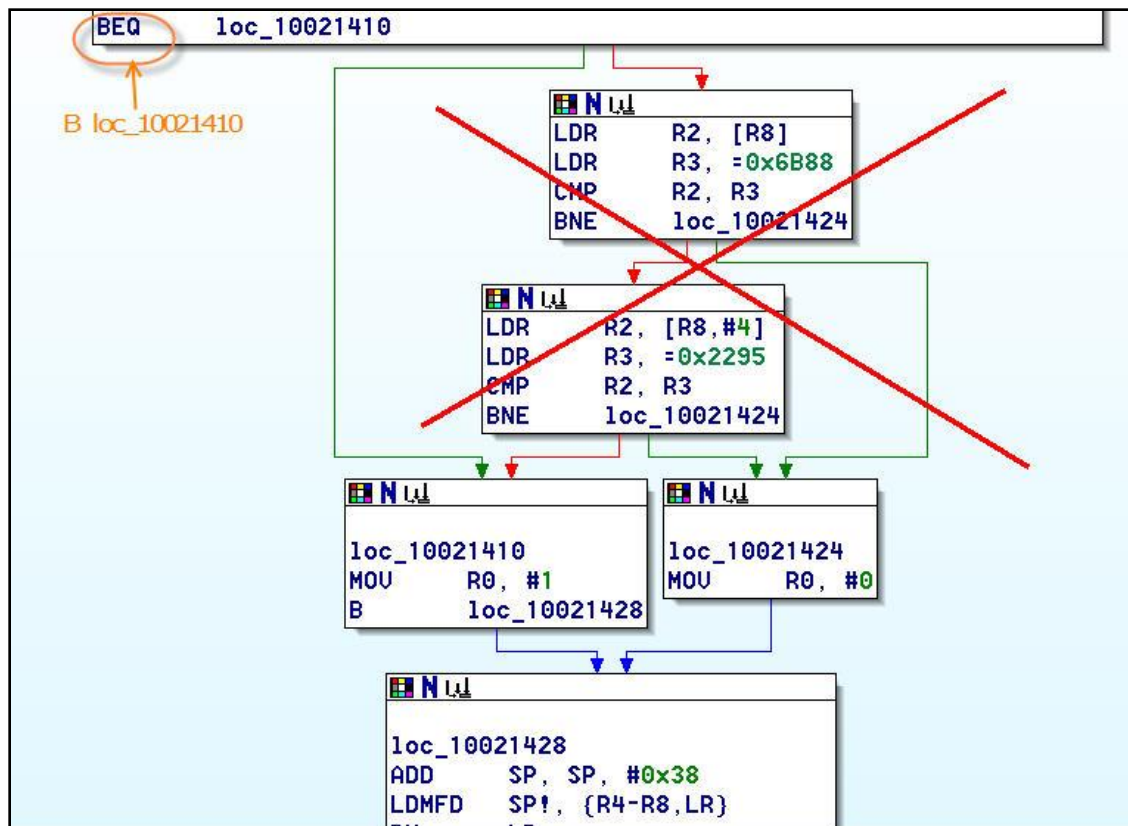 BEQ loc_10021410
B loc_10021410
LDR R2, [R8]
LDR R3, =0x6B88
CMP R2, R3
BNE loc_10021424
LDR R2, [R8,#4]
LDR R3, =0x2295
CMP R2, R3
BNE loc_10021424
loc_10021410
MOV R0, #1
B loc_10021428
loc_10021424
MOV R0, #0
loc_10021428
ADD SP, SP, #0x38
LDMFD SP!, {R4-R8,LR}